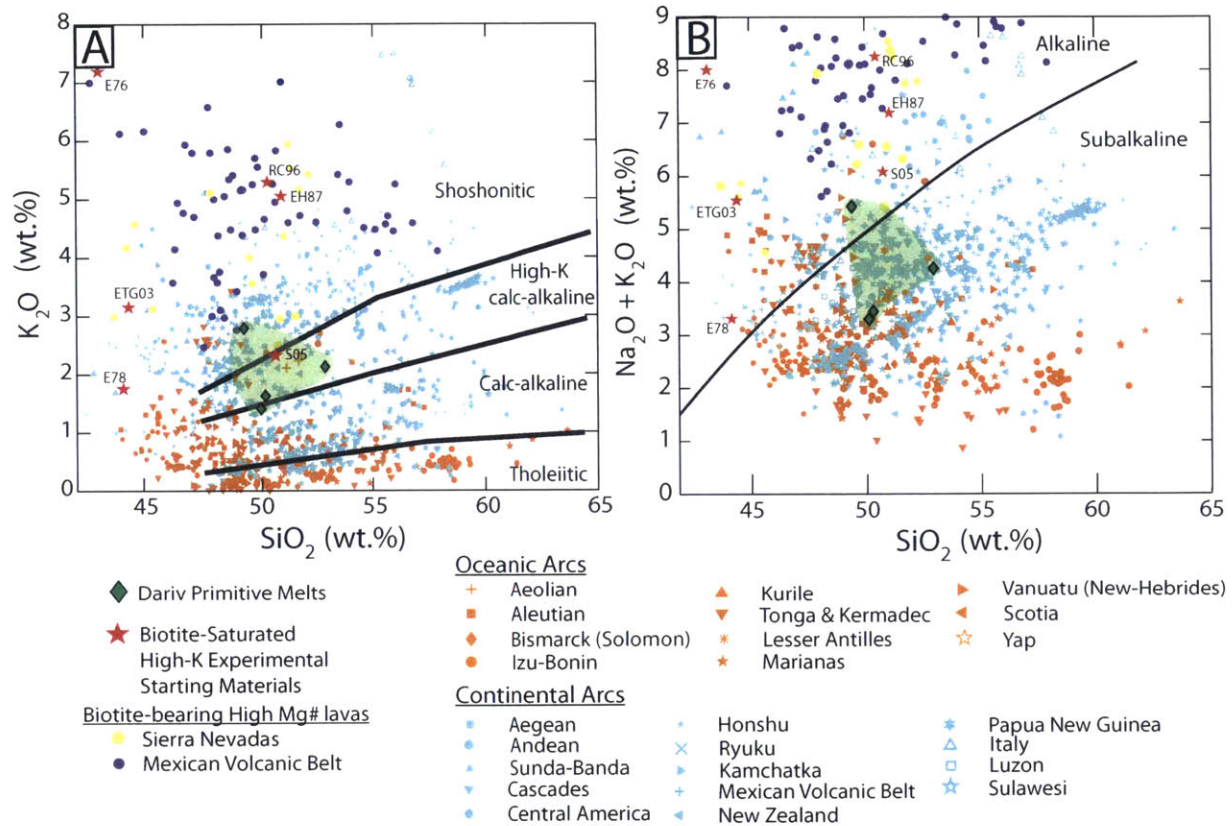 A
8
7
6
5
4
3
2
1
0
K2O (wt.%)
45
50
55
60
65
SiO2 (wt.%)
E76
RC96
EH87
ETG03
S05
E78
Shoshonitic
High-K
calc-alkaline
Calc-alkaline
Tholeiitic
B
9
8
7
6
5
4
3
2
1
0
Na2O + K2O (wt.%)
45
50
55
60
65
SiO2 (wt.%)
E76
RC96
EH87
S05
ETG03
E78
Alkaline
Subalkaline
Dariv Primitive Melts
Biotite-Saturated
High-K Experimental
Starting Materials
Biotite-bearing High Mg# lavas
Sierra Nevadas
Mexican Volcanic Belt
Oceanic Arcs
Aeolian
Aleutian
Bismarck (Solomon)
Izu-Bonin
Kurile
Tonga & Kermadec
Lesser Antilles
Marianas
Vanuatu (New-Hebrides)
Scotia
Yap
Continental Arcs
Aegean
Andean
Sunda-Banda
Cascades
Central America
Honshu
Ryuku
Kamchatka
Mexican Volcanic Belt
New Zealand
Papua New Guinea
Italy
Luzon
Sulawesi